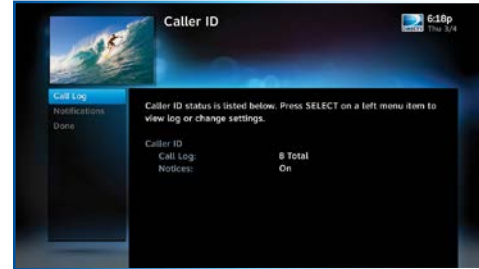 Caller ID
6:18p
Thu 3/4
Call Log
Notifications
Done
Caller ID status is listed below. Press SELECT on a left menu item to
view log or change settings.
Caller ID
Call Log: 8 Total
Notices: On